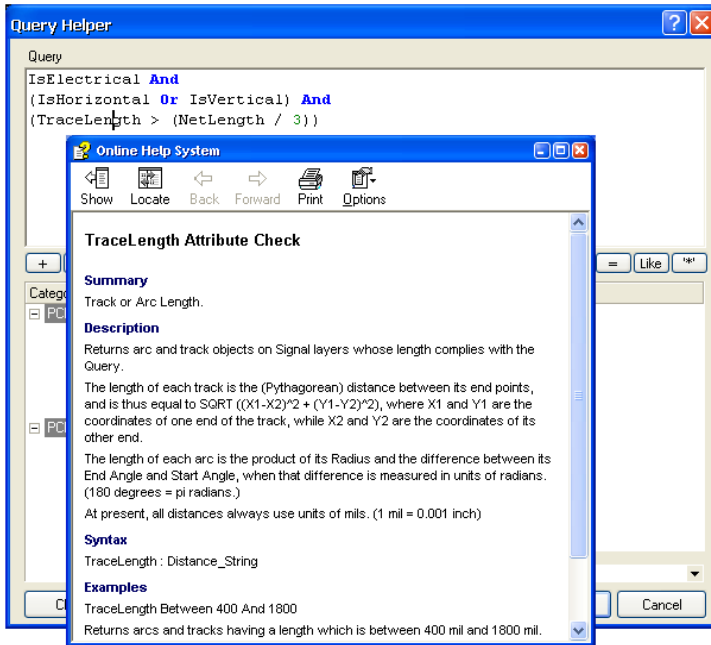 Query Helper
Query
IsElectrical And
(IsHorizontal Or IsVertical) And
(TraceLength > (NetLength / 3))
Online Help System
Show Locate Back Forward Print Options
TraceLength Attribute Check
Summary
Track or Arc Length.
Description
Returns arc and track objects on Signal layers whose length complies with the
Query.
The length of each track is the (Pythagorean) distance between its end points,
and is thus equal to SQRT ((X1-X2)^2 + (Y1-Y2)^2), where X1 and Y1 are the
coordinates of one end of the track, while X2 and Y2 are the coordinates of its
other end.
The length of each arc is the product of its Radius and the difference between its
End Angle and Start Angle, when that difference is measured in units of radians.
(180 degrees = pi radians.)
At present, all distances always use units of mils. (1 mil = 0.001 inch)
Syntax
TraceLength : Distance_String
Examples
TraceLength Between 400 And 1800
Returns arcs and tracks having a length which is between 400 mil and 1800 mil.
+ = Like '*'
Catego
PC
PC
C Cancel